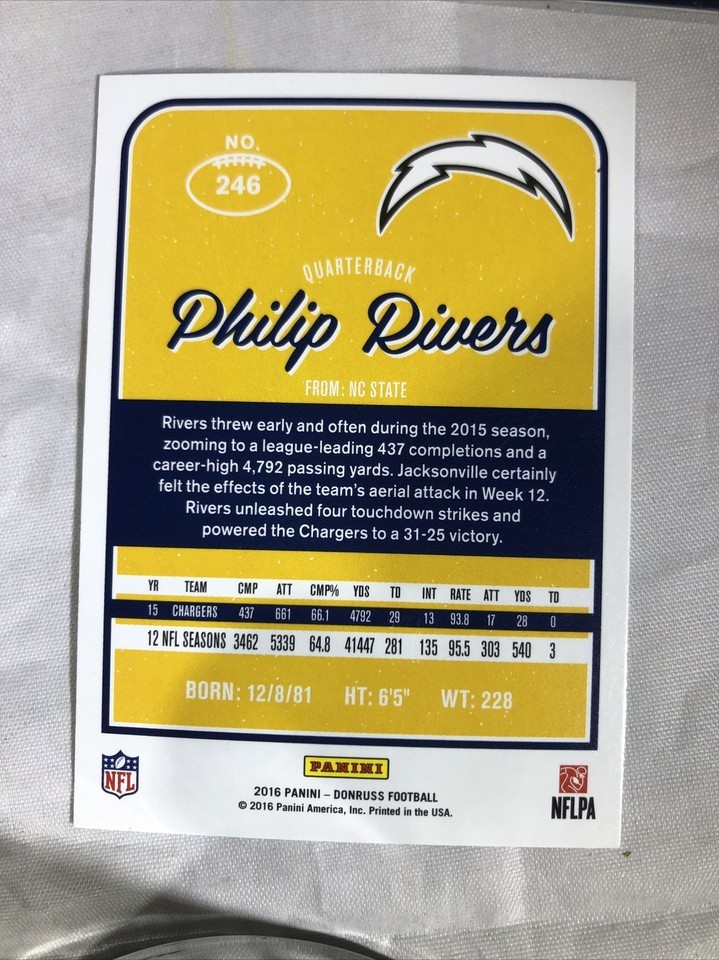 NO.
246
QUARTERBACK
Philip Rivers
FROM: NC STATE
Rivers threw early and often during the 2015 season,
zooming to a league-leading 437 completions and a
career-high 4,792 passing yards. Jacksonville certainly
felt the effects of the team's aerial attack in Week 12.
Rivers unleashed four touchdown strikes and
powered the Chargers to a 31-25 victory.
YR TEAM CMP ATT CMP% YDS TD INT RATE ATT YDS TD
15 CHARGERS 437 661 66.1 4792 29 13 93.8 17 28 0
12 NFL SEASONS 3462 5339 64.8 41447 281 135 95.5 303 540 3
BORN: 12/8/81 HT: 6'5" WT: 228
NFL
PANINI
NFLPA
2016 PANINI – DONRUSS FOOTBALL
© 2016 Panini America, Inc. Printed in the USA.